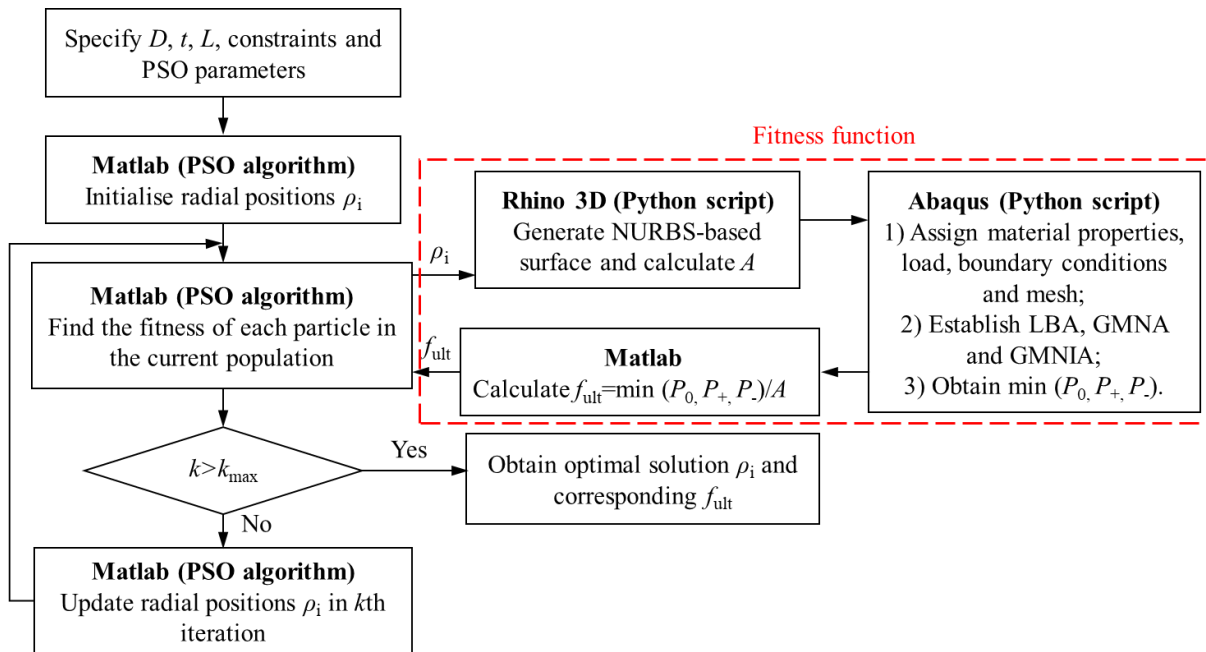 Specify D, t, L, constraints and
PSO parameters
Matlab (PSO algorithm)
Initialise radial positions ρi
Matlab (PSO algorithm)
Find the fitness of each particle in
the current population
ρi
fult
Fitness function
Rhino 3D (Python script)
Generate NURBS-based
surface and calculate A
Abaqus (Python script)
1) Assign material properties,
load, boundary conditions
and mesh;
2) Establish LBA, GMNA
and GMNIA;
3) Obtain min (P0, P+, P-).
Matlab
Calculate fult=min (P0, P+, P-)/A
k>kmax
Yes
Obtain optimal solution ρi and
corresponding fult
No
Matlab (PSO algorithm)
Update radial positions ρi in kth
iteration